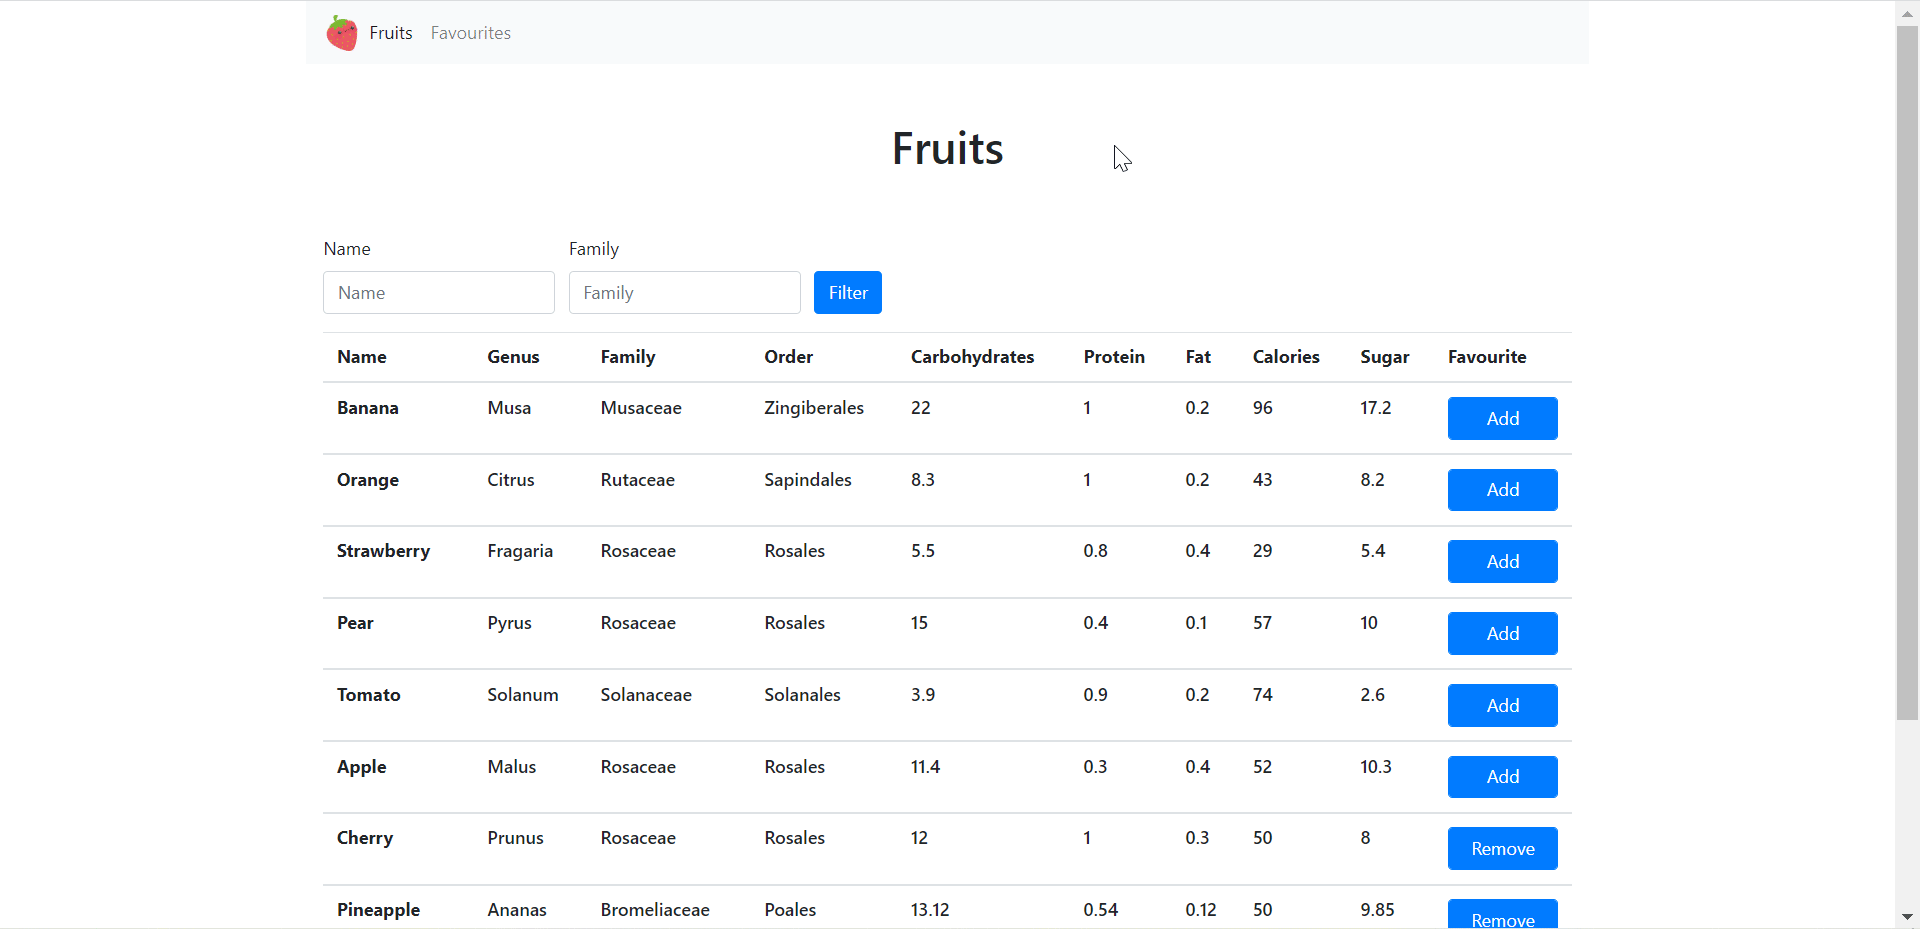 Fruits Favourites
Fruits
Name Family
Name Family Filter
Name Genus Family Order Carbohydrates Protein Fat Calories Sugar Favourite
Banana Musa Musaceae Zingiberales 22 1 0.2 96 17.2 Add
Orange Citrus Rutaceae Sapindales 8.3 1 0.2 43 8.2 Add
Strawberry Fragaria Rosaceae Rosales 5.5 0.8 0.4 29 5.4 Add
Pear Pyrus Rosaceae Rosales 15 0.4 0.1 57 10 Add
Tomato Solanum Solanaceae Solanales 3.9 0.9 0.2 74 2.6 Add
Apple Malus Rosaceae Rosales 11.4 0.3 0.4 52 10.3 Add
Cherry Prunus Rosaceae Rosales 12 1 0.3 50 8 Remove
Pineapple Ananas Bromeliaceae Poales 13.12 0.54 0.12 50 9.85 Remove